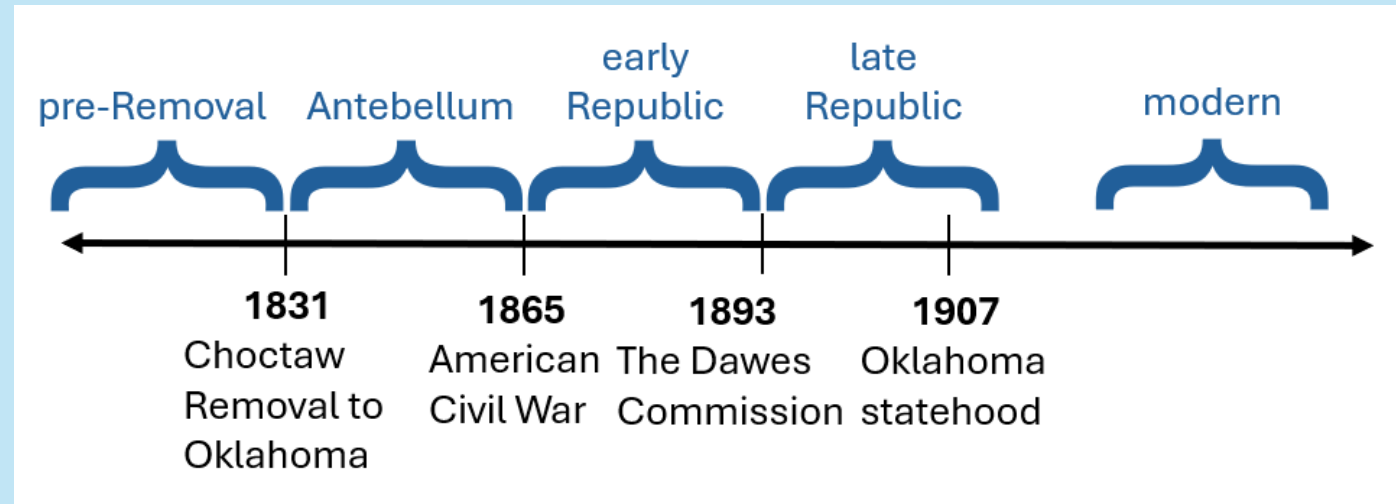 pre-Removal
Antebellum
early
Republic
late
Republic
modern
1831
Choctaw
Removal to
Oklahoma
1865
American
Civil War
1893
The Dawes
Commission
1907
Oklahoma
statehood